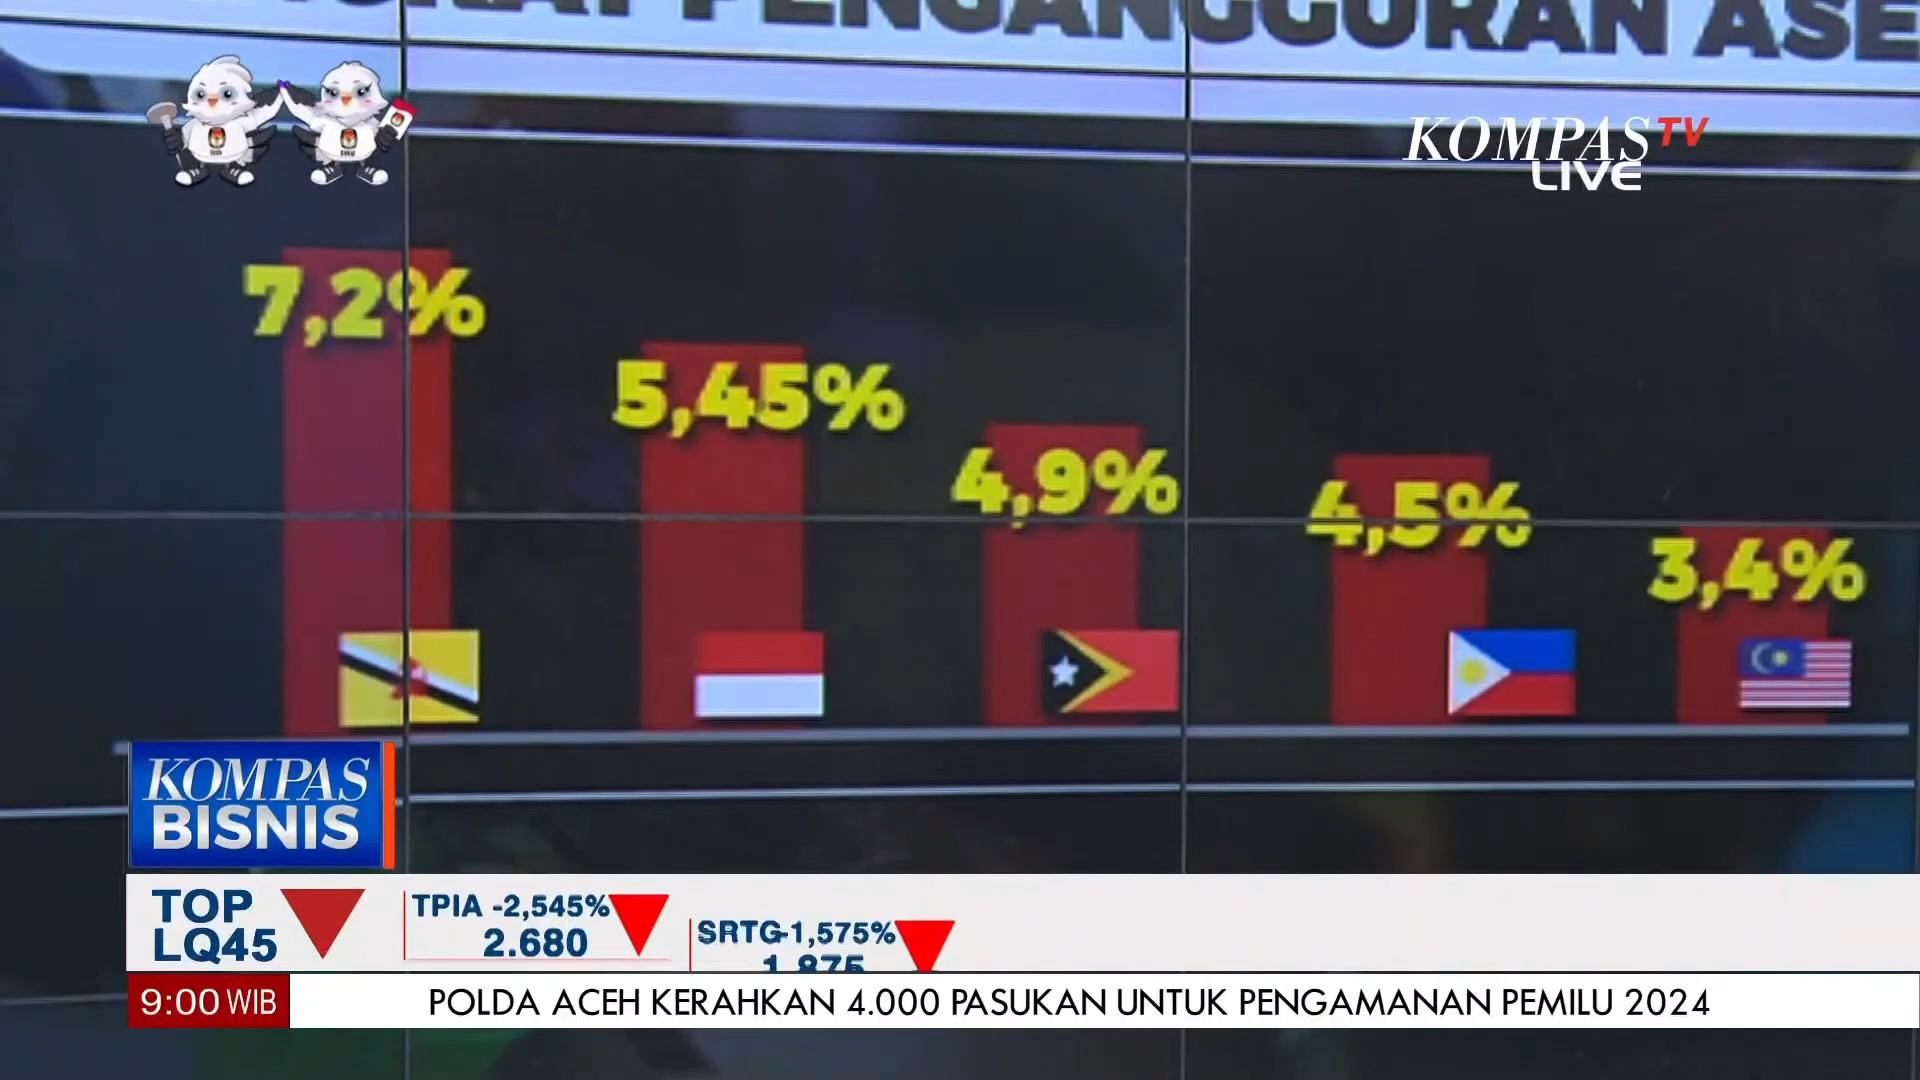 PENGANGGURAN
KOMPAS TV
LIVE
7,2%
5,45%
4,9%
4,5%
3,4%
KOMPAS
BISNIS
TOP
LQ45
TPIA -2,545%
2.680
SRTG-1,575%
1.875
9:00 WIB
POLDA ACEH KERAHKAN 4.000 PASUKAN UNTUK PENGAMANAN PEMILU 2024